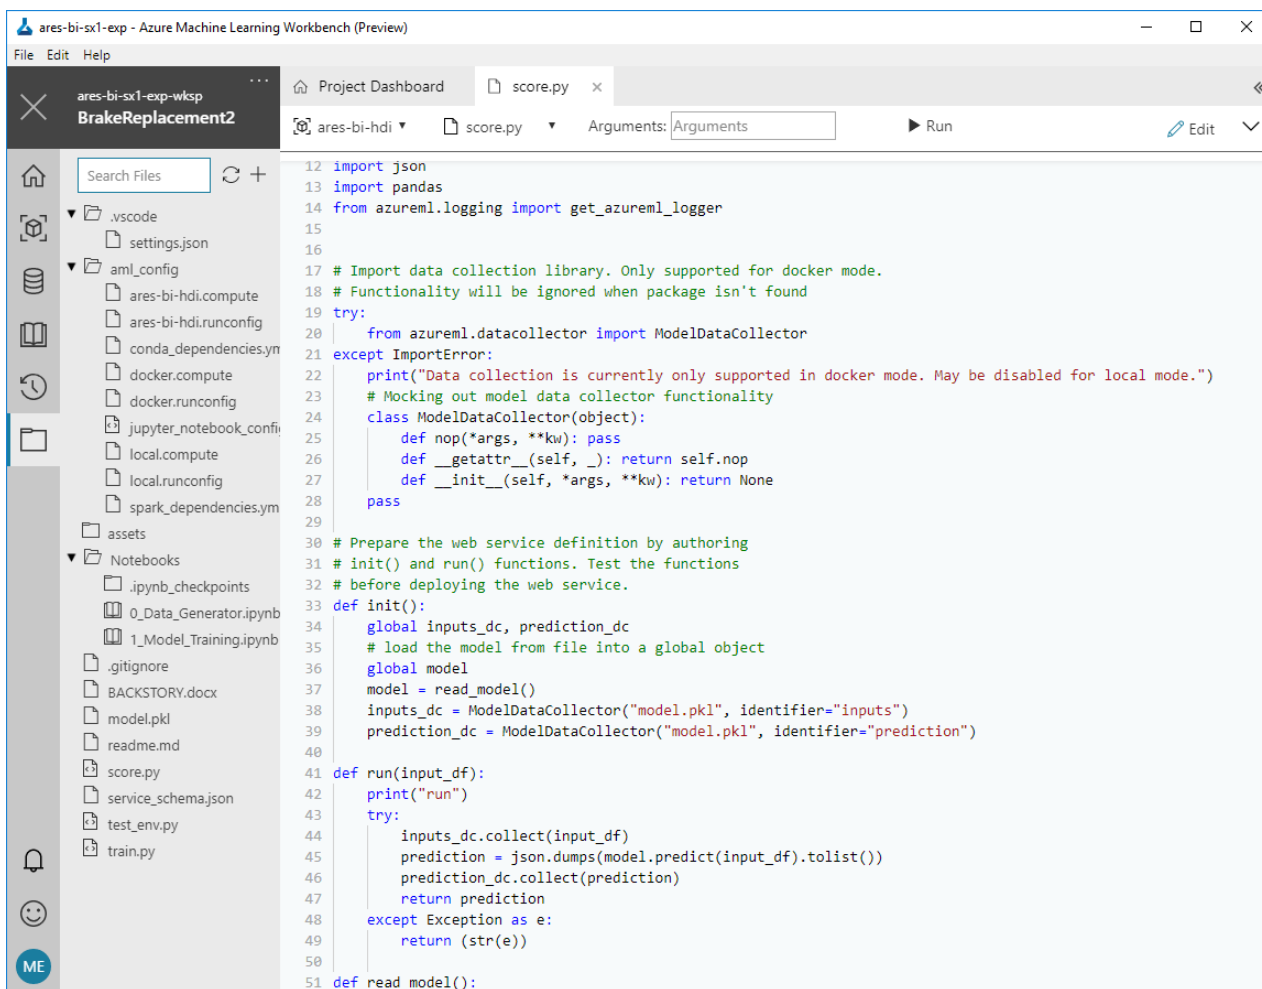 ares-bi-sx1-exp - Azure Machine Learning Workbench (Preview)
File Edit Help
...
ares-bi-sx1-exp-wksp
BrakeReplacement2
Project Dashboard
score.py
ares-bi-hdi
score.py
Arguments: Arguments
Run
Edit
Search Files
.vscode
settings.json
aml_config
ares-bi-hdi.compute
ares-bi-hdi.runconfig
conda_dependencies.ym
docker.compute
docker.runconfig
jupyter_notebook_config
local.compute
local.runconfig
spark_dependencies.ym
assets
Notebooks
.ipynb_checkpoints
0_Data_Generator.ipynb
1_Model_Training.ipynb
.gitignore
BACKSTORY.docx
model.pkl
readme.md
score.py
service_schema.json
test_env.py
train.py
ME
12 import json
13 import pandas
14 from azureml.logging import get_azureml_logger
15
16
17 # Import data collection library. Only supported for docker mode.
18 # Functionality will be ignored when package isn't found
19 try:
20     from azureml.datacollector import ModelDataCollector
21 except ImportError:
22     print("Data collection is currently only supported in docker mode. May be disabled for local mode.")
23     # Mocking out model data collector functionality
24     class ModelDataCollector(object):
25         def nop(*args, **kw): pass
26         def __getattr__(self, _): return self.nop
27         def __init__(self, *args, **kw): return None
28     pass
29
30 # Prepare the web service definition by authoring
31 # init() and run() functions. Test the functions
32 # before deploying the web service.
33 def init():
34     global inputs_dc, prediction_dc
35     # load the model from file into a global object
36     global model
37     model = read_model()
38     inputs_dc = ModelDataCollector("model.pkl", identifier="inputs")
39     prediction_dc = ModelDataCollector("model.pkl", identifier="prediction")
40
41 def run(input_df):
42     print("run")
43     try:
44         inputs_dc.collect(input_df)
45         prediction = json.dumps(model.predict(input_df).tolist())
46         prediction_dc.collect(prediction)
47         return prediction
48     except Exception as e:
49         return (str(e))
50
51 def read_model():